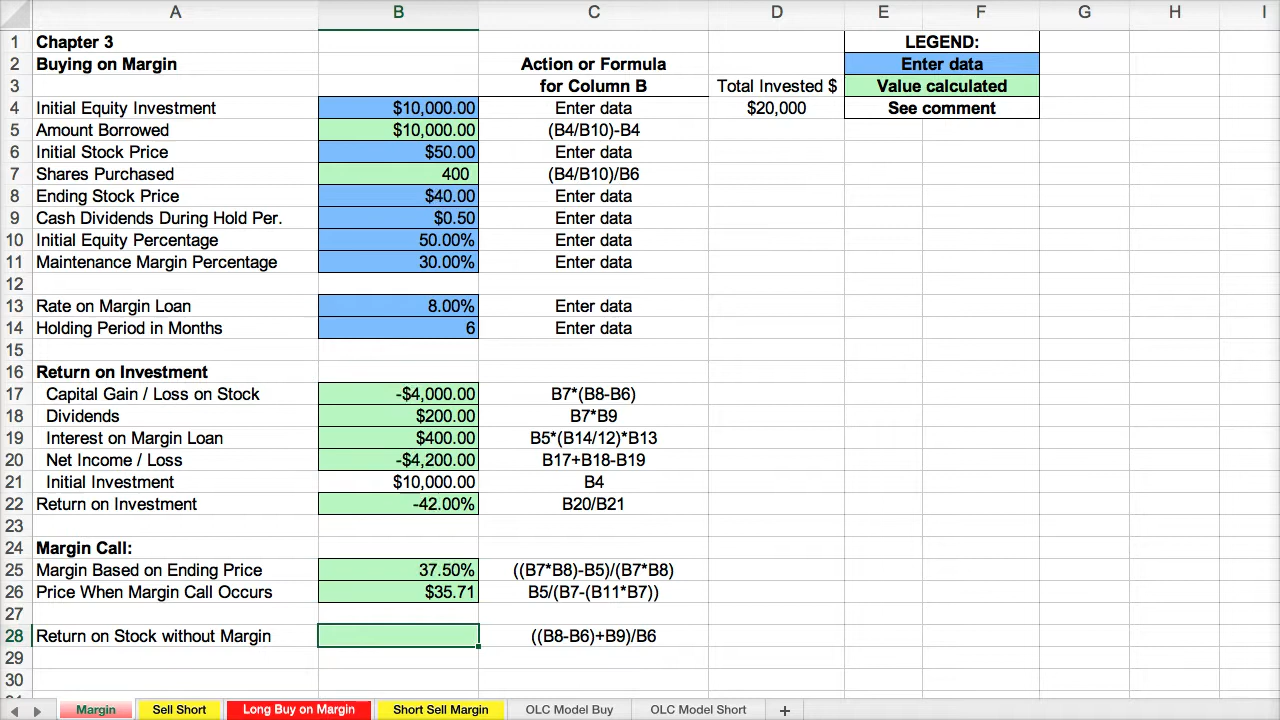 A B C D E F G H I
1 Chapter 3 LEGEND:
2 Buying on Margin Action or Formula Enter data
3 for Column B Total Invested $ Value calculated
4 Initial Equity Investment $10,000.00 Enter data $20,000 See comment
5 Amount Borrowed $10,000.00 (B4/B10)-B4
6 Initial Stock Price $50.00 Enter data
7 Shares Purchased 400 (B4/B10)/B6
8 Ending Stock Price $40.00 Enter data
9 Cash Dividends During Hold Per. $0.50 Enter data
10 Initial Equity Percentage 50.00% Enter data
11 Maintenance Margin Percentage 30.00% Enter data
12
13 Rate on Margin Loan 8.00% Enter data
14 Holding Period in Months 6 Enter data
15
16 Return on Investment
17 Capital Gain / Loss on Stock -$4,000.00 B7*(B8-B6)
18 Dividends $200.00 B7*B9
19 Interest on Margin Loan $400.00 B5*(B14/12)*B13
20 Net Income / Loss -$4,200.00 B17+B18-B19
21 Initial Investment $10,000.00 B4
22 Return on Investment -42.00% B20/B21
23
24 Margin Call:
25 Margin Based on Ending Price 37.50% ((B7*B8)-B5)/(B7*B8)
26 Price When Margin Call Occurs $35.71 B5/(B7-(B11*B7))
27
28 Return on Stock without Margin ((B8-B6)+B9)/B6
29
30
Margin Sell Short Long Buy on Margin Short Sell Margin OLC Model Buy OLC Model Short +